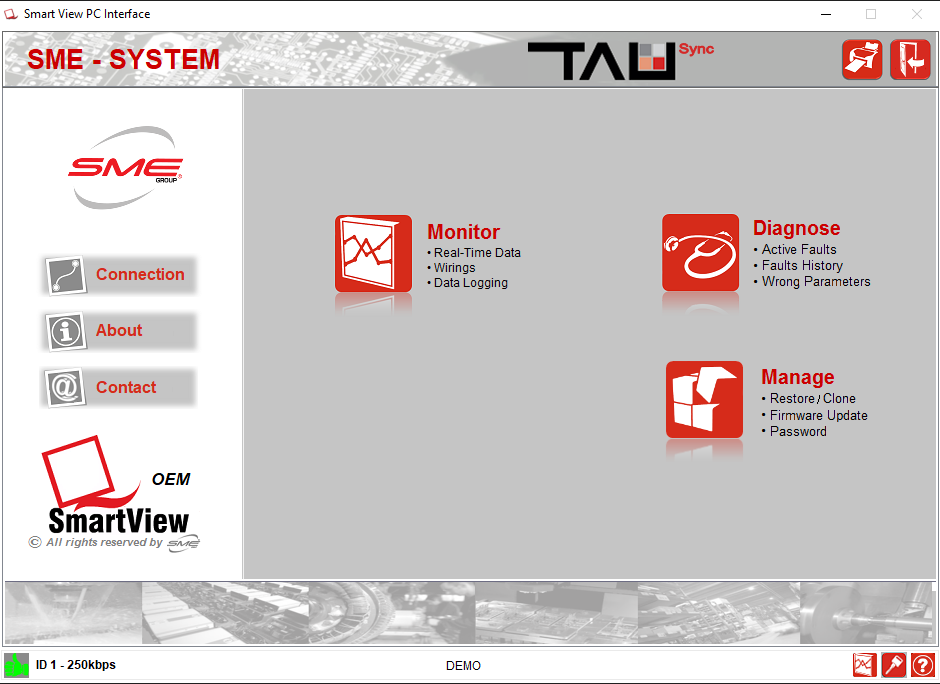 Smart View PC Interface
SME - SYSTEM
TAU Sync
SME
GROUP
Connection
About
Contact
OEM
SmartView
© All rights reserved by SME
Monitor
• Real-Time Data
• Wirings
• Data Logging
Diagnose
• Active Faults
• Faults History
• Wrong Parameters
Manage
• Restore / Clone
• Firmware Update
• Password
ID 1 - 250kbps
DEMO